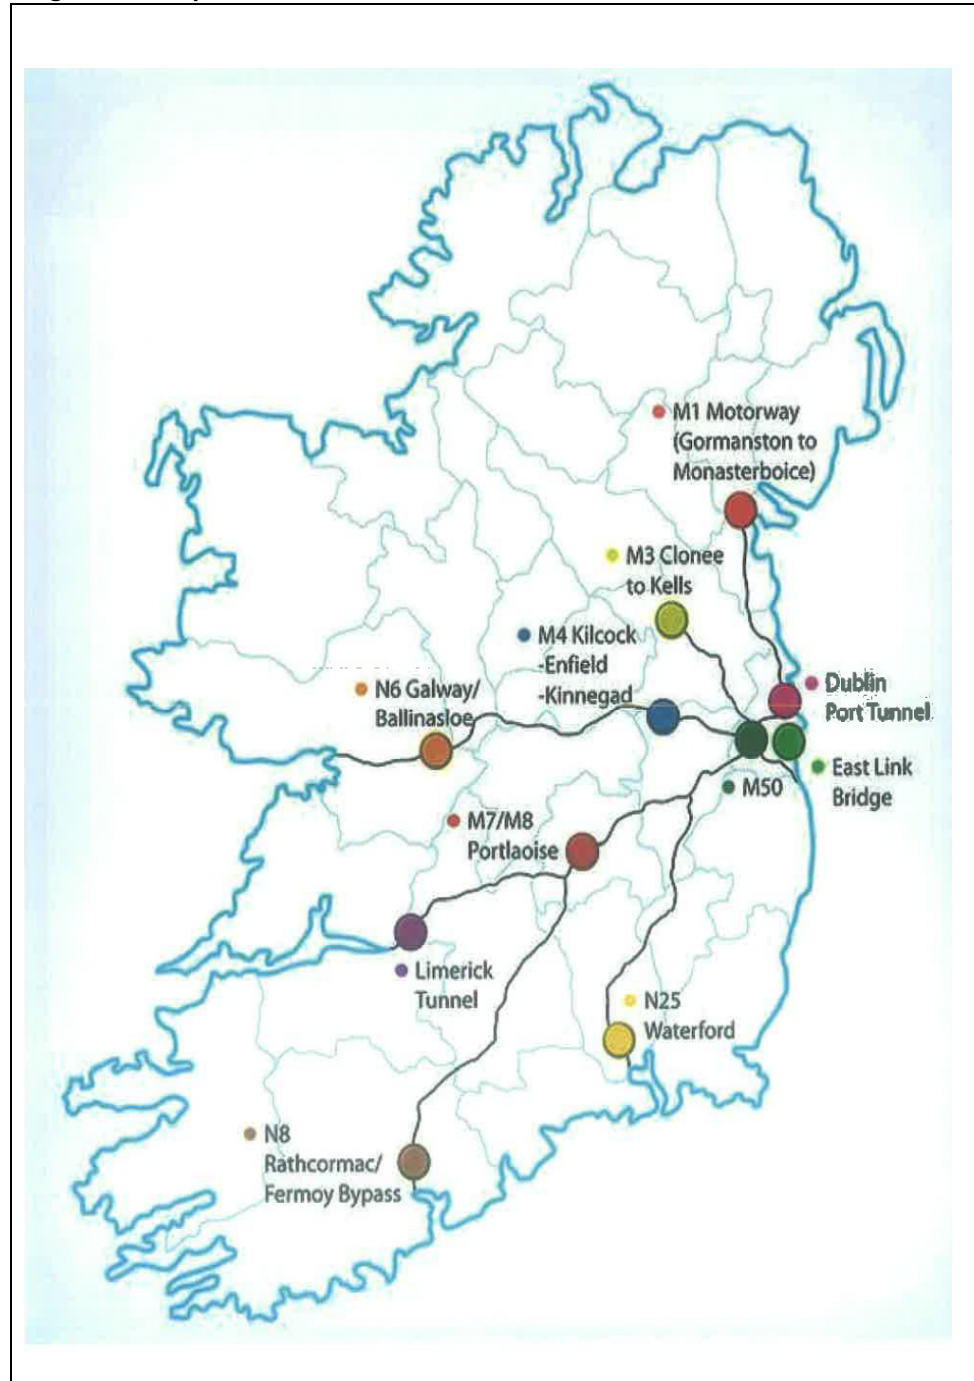 M1 Motorway
(Gormanston to
Monasterboice)
M3 Clonee
to Kells
M4 Kilcock
-Enfield
-Kinnegad
N6 Galway/
Ballinasloe
Dublin
Port Tunnel
East Link
Bridge
M50
M7/M8
Portlaoise
Limerick
Tunnel
N25
Waterford
N8
Rathcormac/
Fermoy Bypass